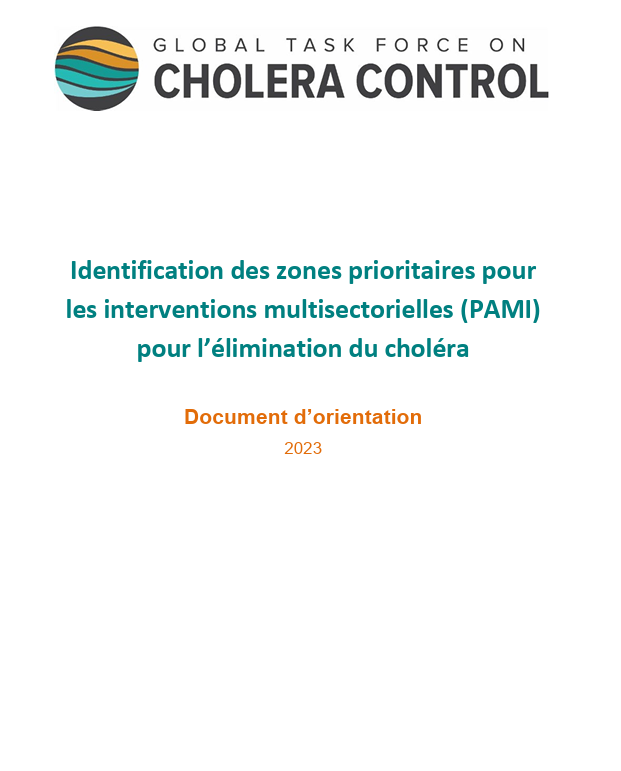 GLOBAL TASK FORCE ON
CHOLERA CONTROL
Identification des zones prioritaires pour
les interventions multisectorielles (PAMI)
pour l’élimination du choléra
Document d’orientation
2023